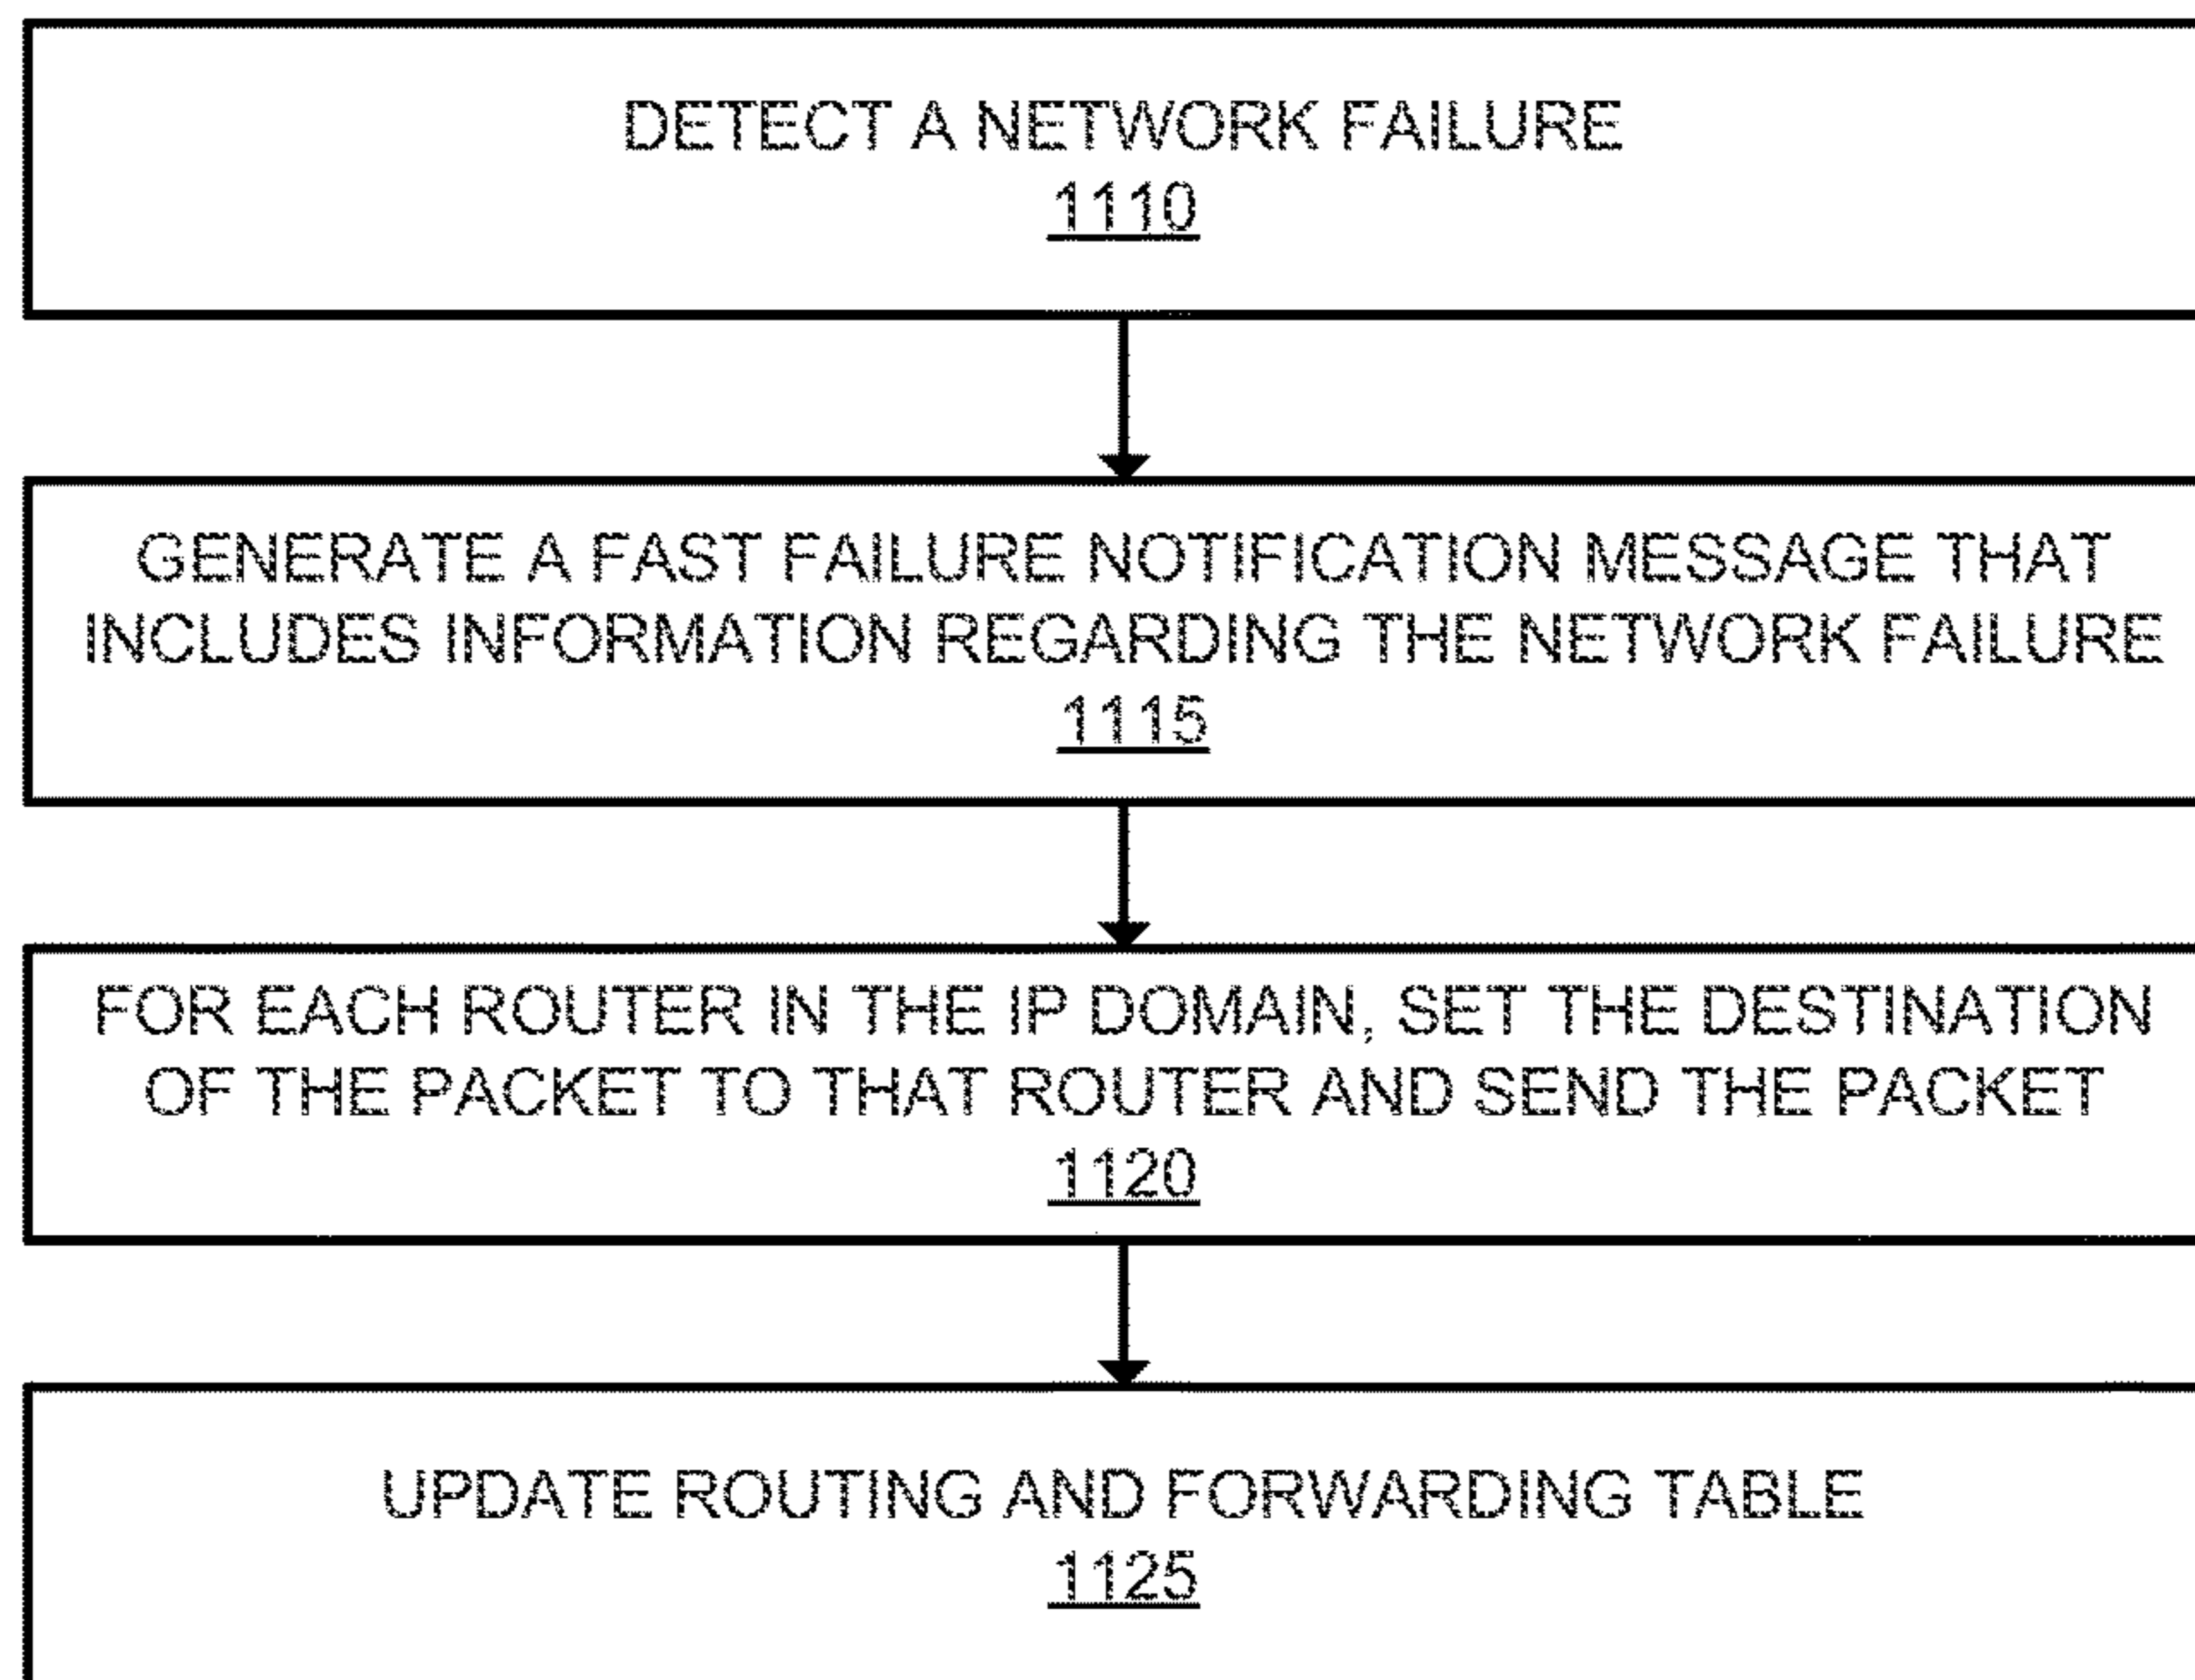 DETECT A NETWORK FAILURE
1110
GENERATE A FAST FAILURE NOTIFICATION MESSAGE THAT
INCLUDES INFORMATION REGARDING THE NETWORK FAILURE
1115
FOR EACH ROUTER IN THE IP DOMAIN, SET THE DESTINATION
OF THE PACKET TO THAT ROUTER AND SEND THE PACKET
1120
UPDATE ROUTING AND FORWARDING TABLE
1125